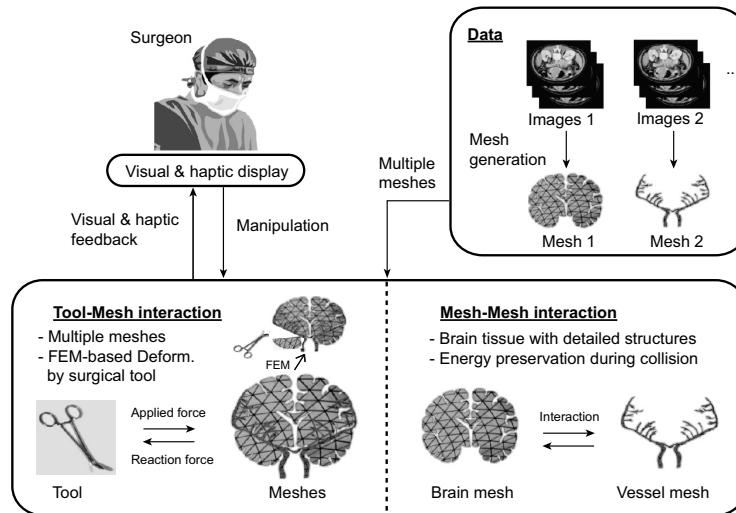 Surgeon
Visual & haptic display
Visual & haptic
feedback
Manipulation
Data
...
Images 1
Images 2
Mesh
generation
Mesh 1
Mesh 2
Multiple
meshes
Tool-Mesh interaction
- Multiple meshes
- FEM-based Deform.
by surgical tool
FEM
Applied force
Reaction force
Tool
Meshes
Mesh-Mesh interaction
- Brain tissue with detailed structures
- Energy preservation during collision
Interaction
Brain mesh
Vessel mesh